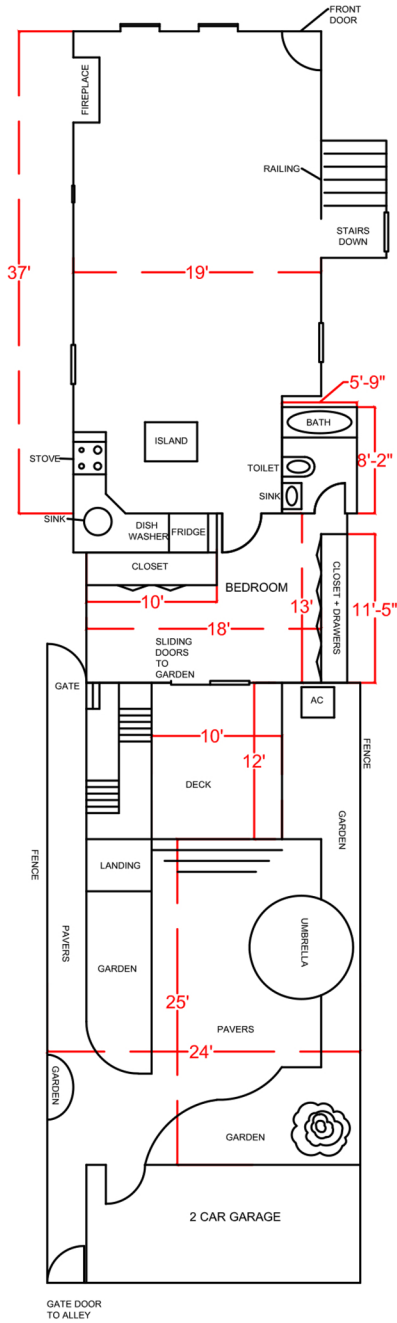 FRONT
DOOR
FIREPLACE
RAILING
STAIRS
DOWN
37'
19'
5'-9"
BATH
ISLAND
STOVE
TOILET
8'-2"
SINK
SINK
DISH
WASHER
FRIDGE
CLOSET
BEDROOM
CLOSET + DRAWERS
10'
13'
11'-5"
18'
SLIDING
DOORS
TO
GARDEN
GATE
AC
10'
FENCE
12'
DECK
GARDEN
FENCE
LANDING
PAVERS
UMBRELLA
GARDEN
25'
PAVERS
24'
GARDEN
GARDEN
2 CAR GARAGE
GATE DOOR
TO ALLEY